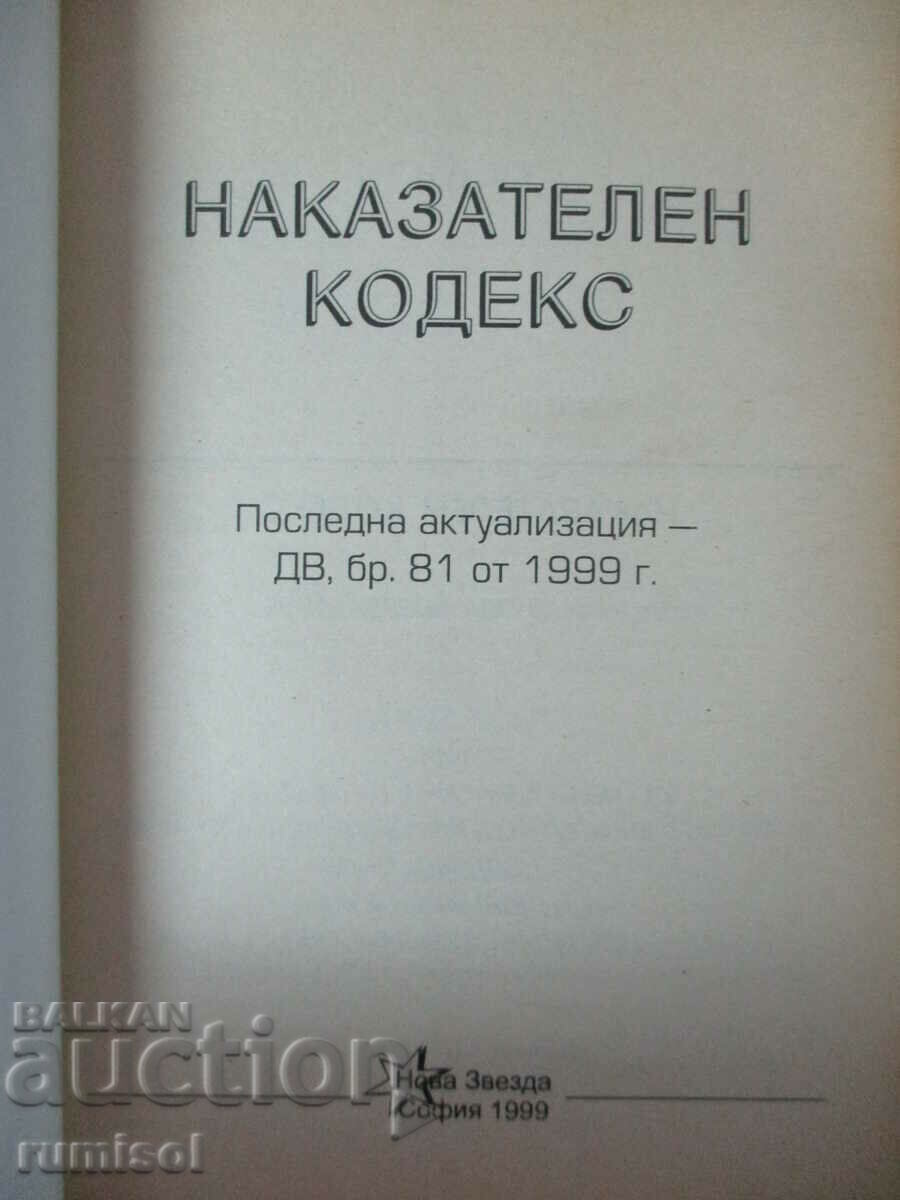 НАКАЗАТЕЛЕН
КОДЕКС
Последна актуализация —
ДВ, бр. 81 от 1999 г.
Нова Звезда
София 1999
BALKAN
auction
rumisol